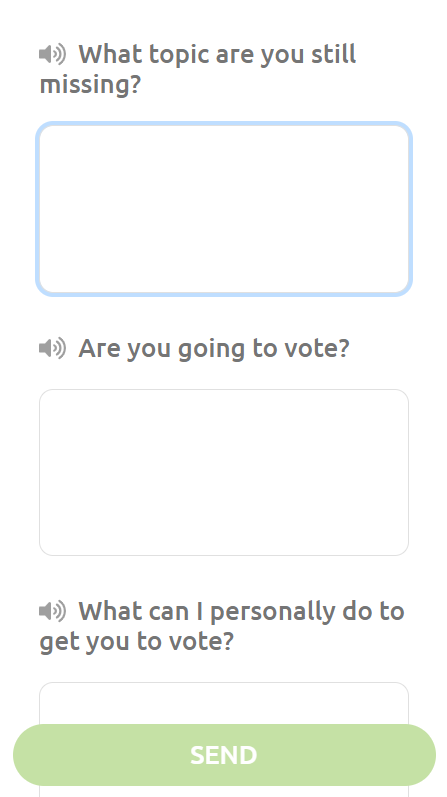 What topic are you still
missing?
Are you going to vote?
What can I personally do to
get you to vote?
SEND